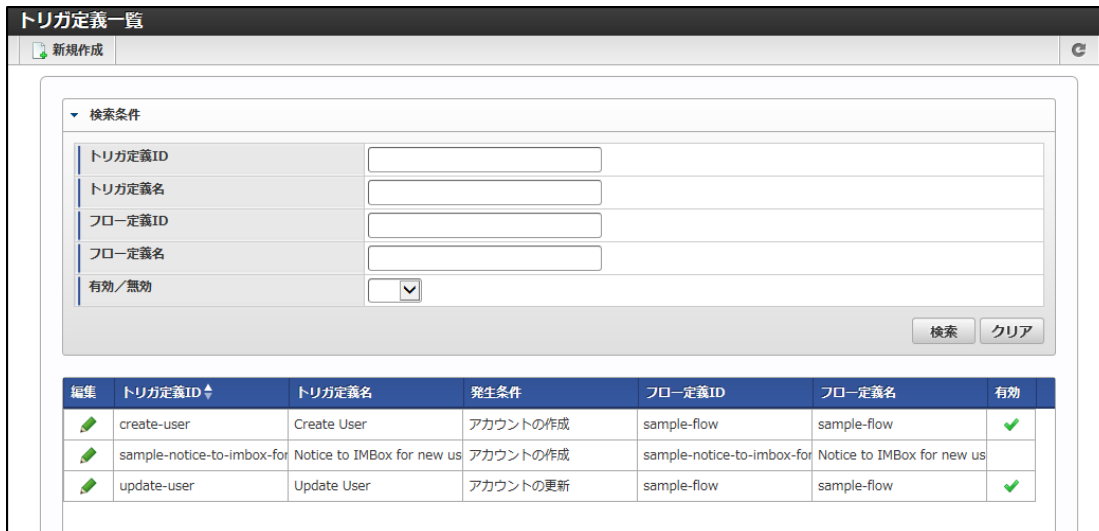 トリガ定義一覧
新規作成
検索条件
トリガ定義ID
トリガ定義名
フロー定義ID
フロー定義名
有効／無効
検索 クリア
編集 トリガ定義ID トリガ定義名 発生条件 フロー定義ID フロー定義名 有効
create-user Create User アカウントの作成 sample-flow sample-flow
sample-notice-to-imbox-for Notice to IMBox for new us アカウントの作成 sample-notice-to-imbox-for Notice to IMBox for new us
update-user Update User アカウントの更新 sample-flow sample-flow